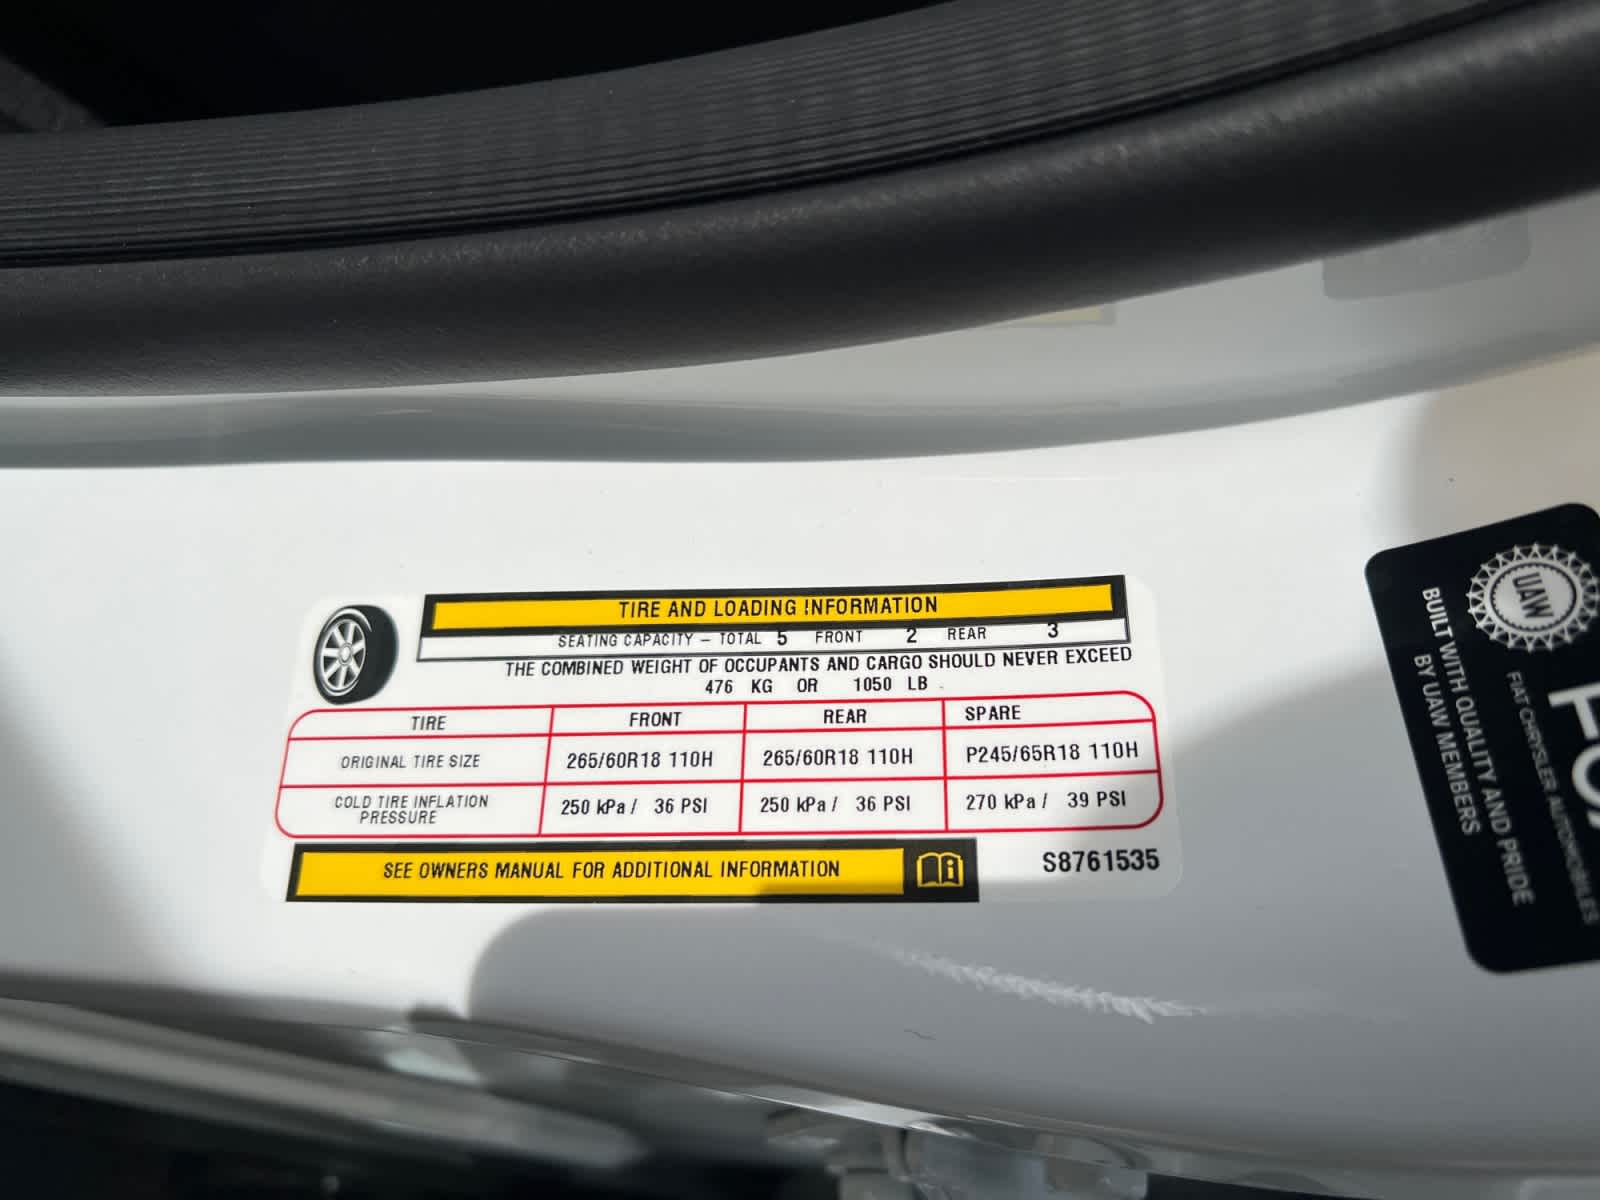 TIRE AND LOADING INFORMATION
SEATING CAPACITY – TOTAL 5 FRONT 2 REAR 3
THE COMBINED WEIGHT OF OCCUPANTS AND CARGO SHOULD NEVER EXCEED
476 KG OR 1050 LB
TIRE FRONT REAR SPARE
ORIGINAL TIRE SIZE 265/60R18 110H 265/60R18 110H P245/65R18 110H
COLD TIRE INFLATION
PRESSURE
250 kPa / 36 PSI 250 kPa / 36 PSI 270 kPa / 39 PSI
SEE OWNERS MANUAL FOR ADDITIONAL INFORMATION
S8761535
UAW
BUILT WITH QUALITY AND PRIDE
BY UAW MEMBERS
FIAT CHRYSLER AUTOMOBILES